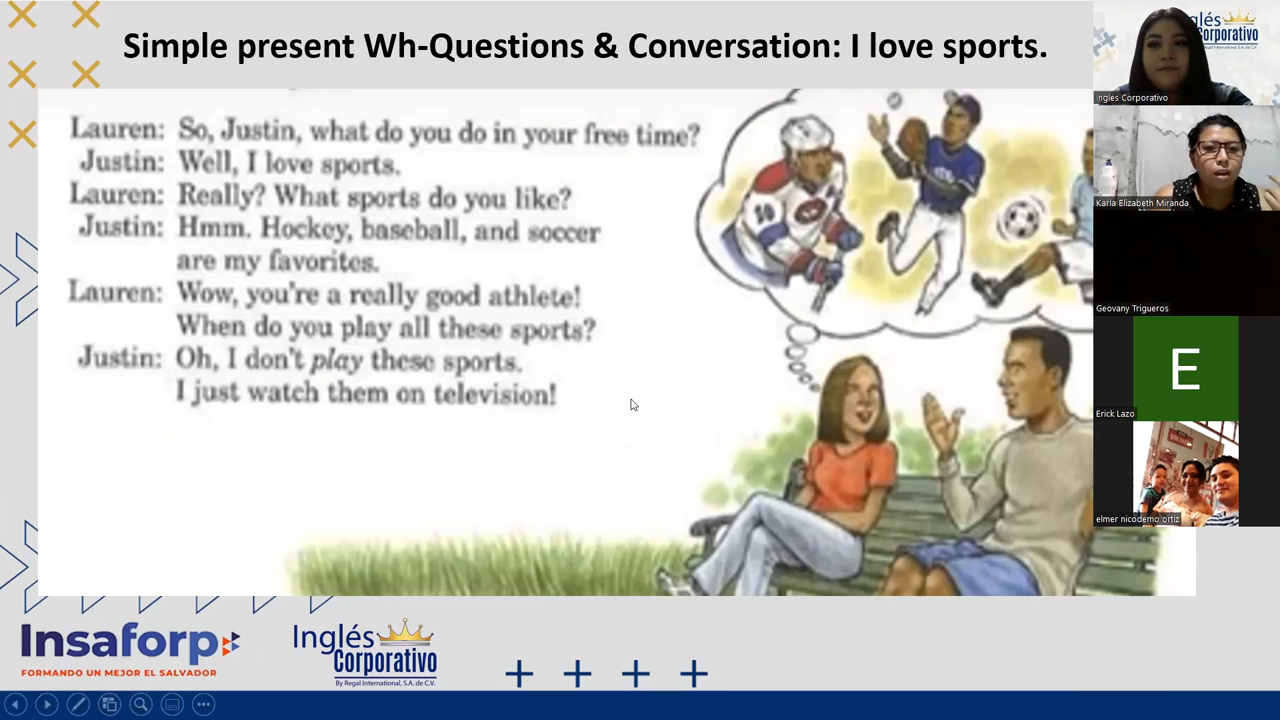 Simple present Wh-Questions & Conversation: I love sports.
Lauren: So, Justin, what do you do in your free time?
Justin: Well, I love sports.
Lauren: Really? What sports do you like?
Justin: Hmm. Hockey, baseball, and soccer
are my favorites.
Lauren: Wow, you're a really good athlete!
When do you play all these sports?
Justin: Oh, I don't play these sports.
I just watch them on television!
Insaforp
FORMANDO UN MEJOR EL SALVADOR
Inglés
Corporativo
By Regal International, S.A. de C.V.
glés
Corporativo
Ingles Corporativo
Karla Elizabeth Miranda
Geovany Trigueros
E
Erick Lazo
elmer nicodemo ortiz